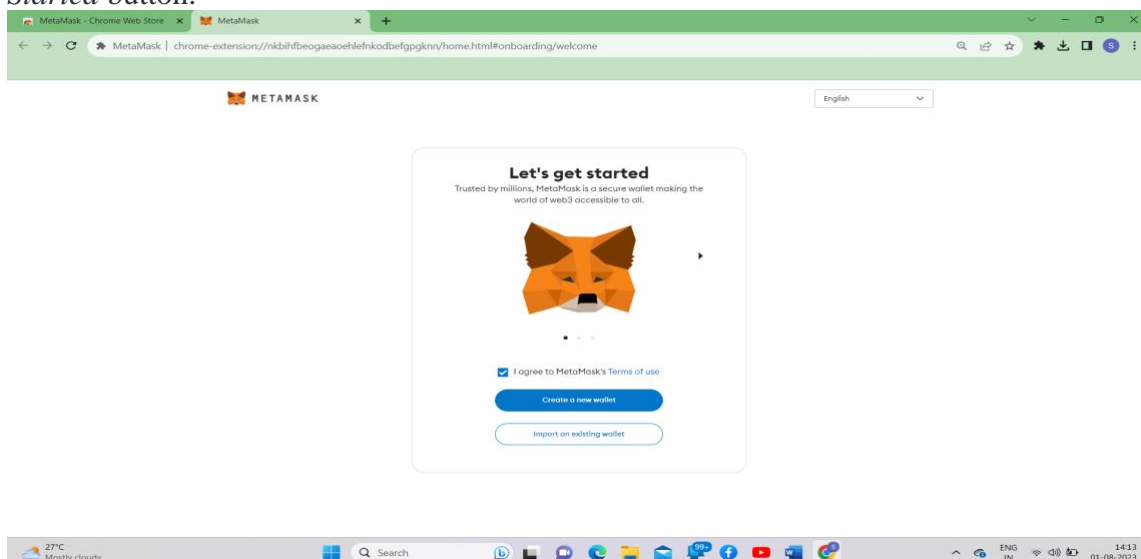 Started button.
MetaMask - Chrome Web Store
MetaMask
MetaMask | chrome-extension://nkbihfbeogaeaoehlefnkodbefgpgknn/home.html#onboarding/welcome
S
METAMASK
English
Let's get started
Trusted by millions, MetaMask is a secure wallet making the
world of web3 accessible to all.
I agree to MetaMask's Terms of use
Create a new wallet
Import an existing wallet
27°C
Mostly cloudy
Search
99+
ENG
IN
14:13
01-08-2023